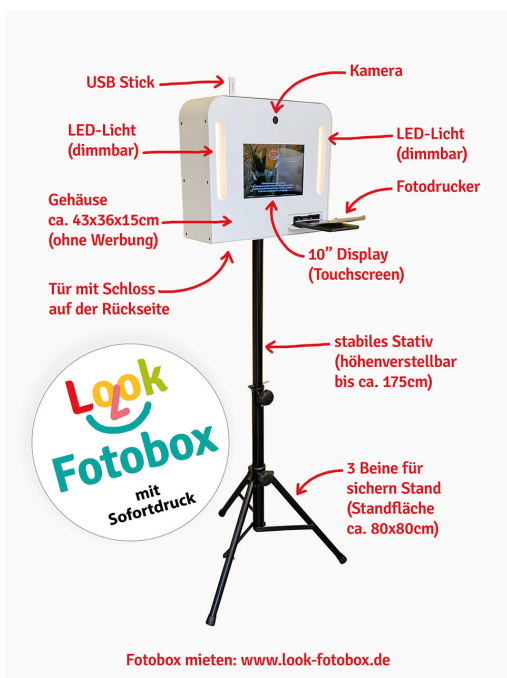 USB Stick
Kamera
LED-Licht
(dimmbar)
LED-Licht
(dimmbar)
Fotodrucker
Gehäuse
ca. 43x36x15cm
(ohne Werbung)
10” Display
(Touchscreen)
Tür mit Schloss
auf der Rückseite
stabiles Stativ
(höhenverstellbar
bis ca. 175cm)
Look
Fotobox
mit
Sofortdruck
3 Beine für
sichern Stand
(Standfläche
ca. 80x80cm)
Fotobox mieten: www.look-fotobox.de